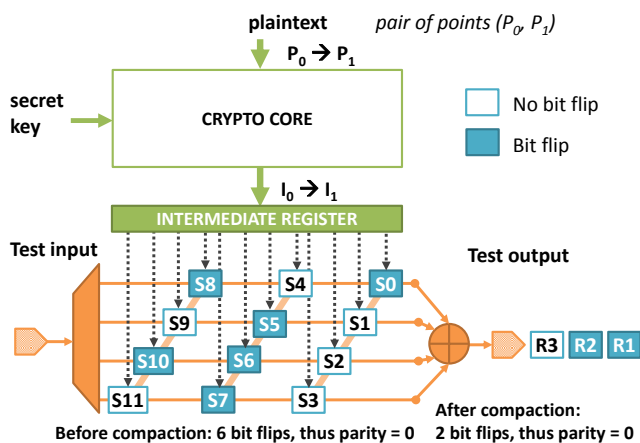 plaintext
pair of points (P0, P1)
P0 → P1
secret key
CRYPTO CORE
No bit flip
Bit flip
I0 → I1
INTERMEDIATE REGISTER
Test input
Test output
S8 S4 S0
S9 S5 S1
S10 S6 S2
S11 S7 S3
R3 R2 R1
Before compaction: 6 bit flips, thus parity = 0
After compaction:
2 bit flips, thus parity = 0